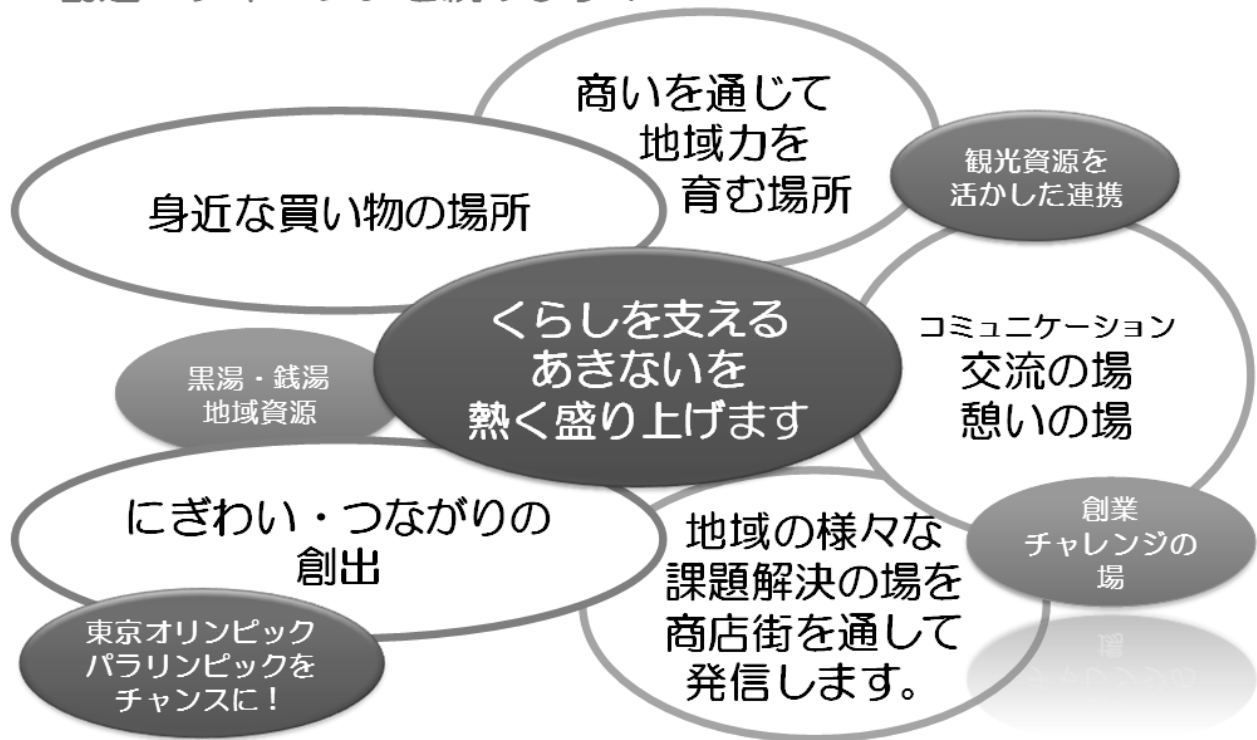 商いを通じて
地域力を
育む場所
観光資源を
活かした連携
身近な買い物の場所
くらしを支える
あきないを
熱く盛り上げます
コミュニケーション
交流の場
憩いの場
黒湯・銭湯
地域資源
にぎわい・つながりの
創出
地域の様々な
課題解決の場を
商店街を通して
発信します。
創業
チャレンジの
場
東京オリンピック
パラリンピックを
チャンスに！